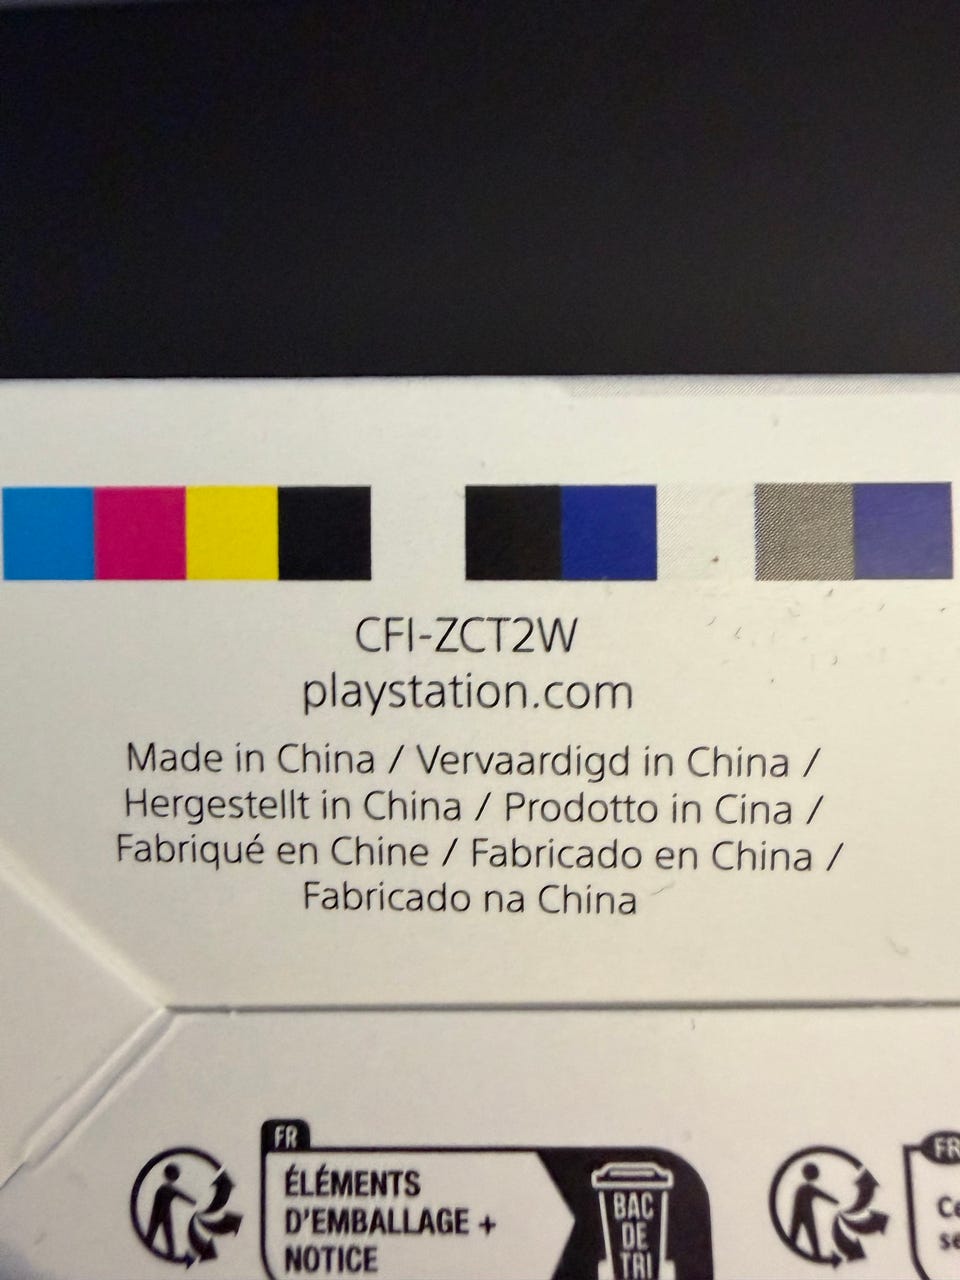 CFI-ZCT2W
playstation.com
Made in China / Vervaardigd in China /
Hergestellt in China / Prodotto in Cina /
Fabriqué en Chine / Fabricado en China /
Fabricado na China
FR
ÉLÉMENTS
D'EMBALLAGE +
NOTICE
BAC
DE
TRI
FR